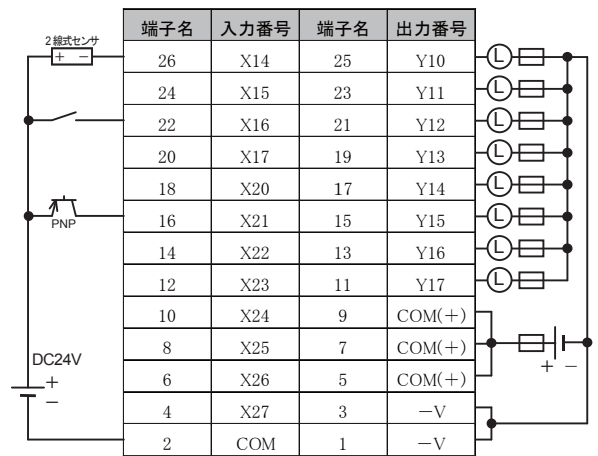 端子名 入力番号 端子名 出力番号
2線式センサ
+ −
26 X14 25 Y10 L
24 X15 23 Y11 L
22 X16 21 Y12 L
20 X17 19 Y13 L
18 X20 17 Y14 L
16 X21 15 Y15 L
PNP
14 X22 13 Y16 L
12 X23 11 Y17 L
10 X24 9 COM(+)
8 X25 7 COM(+)
+ −
DC24V
6 X26 5 COM(+)
+
−
4 X27 3 −V
2 COM 1 −V